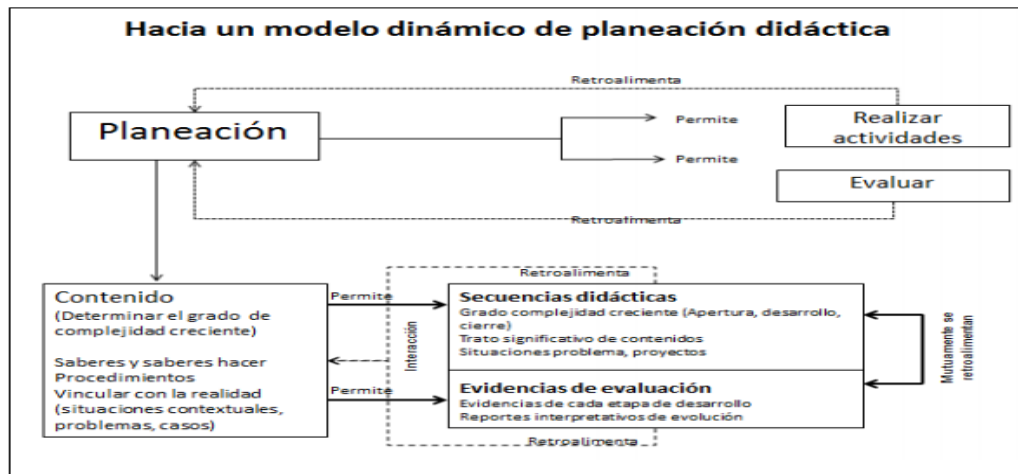 Hacia un modelo dinámico de planeación didáctica
Retroalimenta
Planeación
Permite
Permite
Realizar
actividades
Evaluar
Retroalimenta
Contenido
(Determinar el grado de
complejidad creciente)
Saberes y saberes hacer
Procedimientos
Vincular con la realidad
(situaciones contextuales,
problemas, casos)
Permite
Permite
Interacción
Retroalimenta
Secuencias didácticas
Grado complejidad creciente (Apertura, desarrollo,
cierre)
Trato significativo de contenidos
Situaciones problema, proyectos
Evidencias de evaluación
Evidencias de cada etapa de desarrollo
Reportes interpretativos de evolución
Retroalimenta
Mutuamente se
retroalimentan